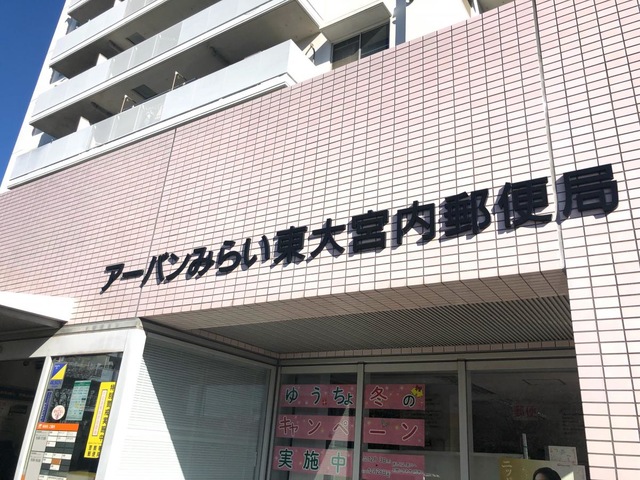 アーバンみらい東大宮内郵便局
ゆうちょ冬の
キャンペーン
実施中